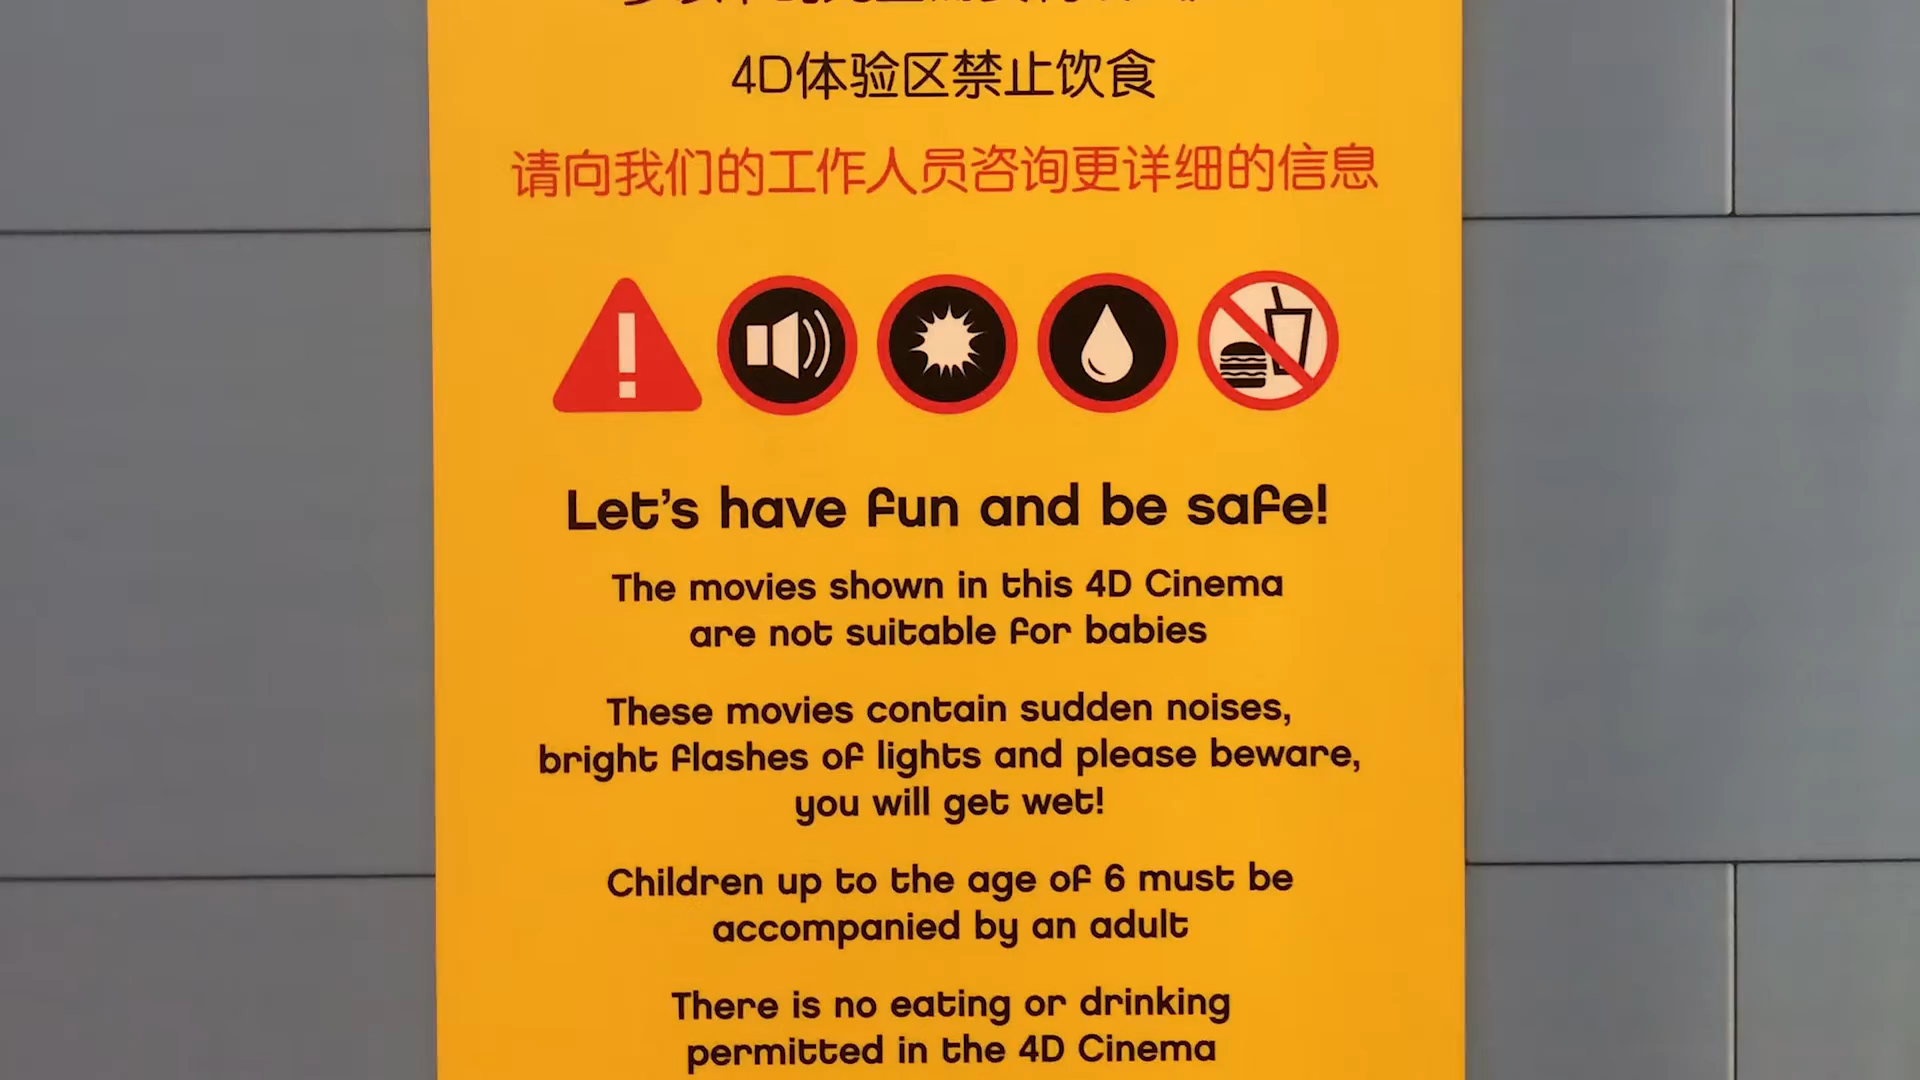 4D体验区禁止饮食
请向我们的工作人员咨询更详细的信息
Let's have fun and be safe!
The movies shown in this 4D Cinema
are not suitable for babies
These movies contain sudden noises,
bright flashes of lights and please beware,
you will get wet!
Children up to the age of 6 must be
accompanied by an adult
There is no eating or drinking
permitted in the 4D Cinema